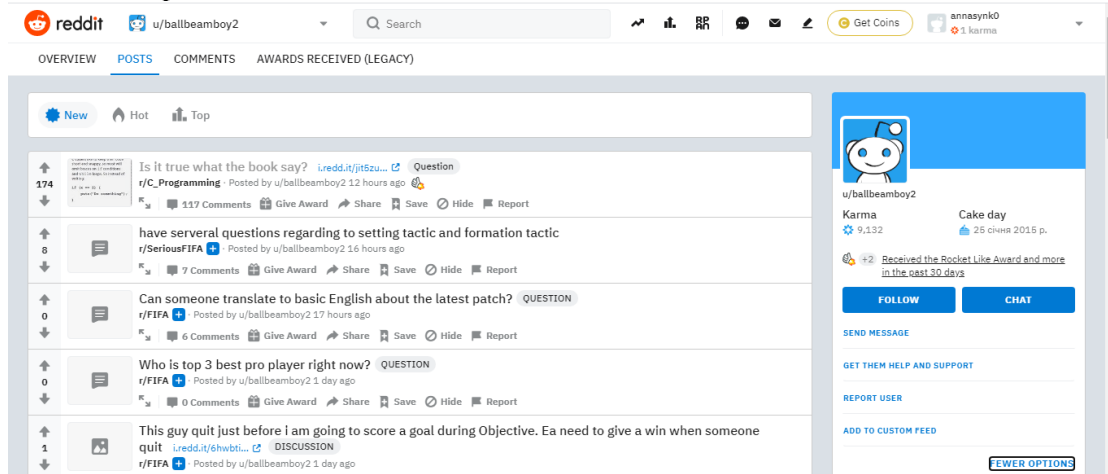 reddit
u/ballbeamboy2
Search
Get Coins
annasynk0
1 karma
OVERVIEW POSTS COMMENTS AWARDS RECEIVED (LEGACY)
New Hot Top
174
Is it true what the book say? i.redd.it/jit5zu... Question
r/C_Programming · Posted by u/ballbeamboy2 12 hours ago
117 Comments Give Award Share Save Hide Report
8
have serveral questions regarding to setting tactic and formation tactic
r/SeriousFIFA + · Posted by u/ballbeamboy2 16 hours ago
7 Comments Give Award Share Save Hide Report
0
Can someone translate to basic English about the latest patch? QUESTION
r/FIFA + · Posted by u/ballbeamboy2 17 hours ago
6 Comments Give Award Share Save Hide Report
0
Who is top 3 best pro player right now? QUESTION
r/FIFA + · Posted by u/ballbeamboy2 1 day ago
0 Comments Give Award Share Save Hide Report
1
This guy quit just before i am going to score a goal during Objective. Ea need to give a win when someone
quit i.redd.it/6hwbti... DISCUSSION
r/FIFA + · Posted by u/ballbeamboy2 1 day ago
u/ballbeamboy2
Karma Cake day
9,132 25 січня 2015 р.
+2 Received the Rocket Like Award and more
in the past 30 days
FOLLOW CHAT
SEND MESSAGE
GET THEM HELP AND SUPPORT
REPORT USER
ADD TO CUSTOM FEED
FEWER OPTIONS